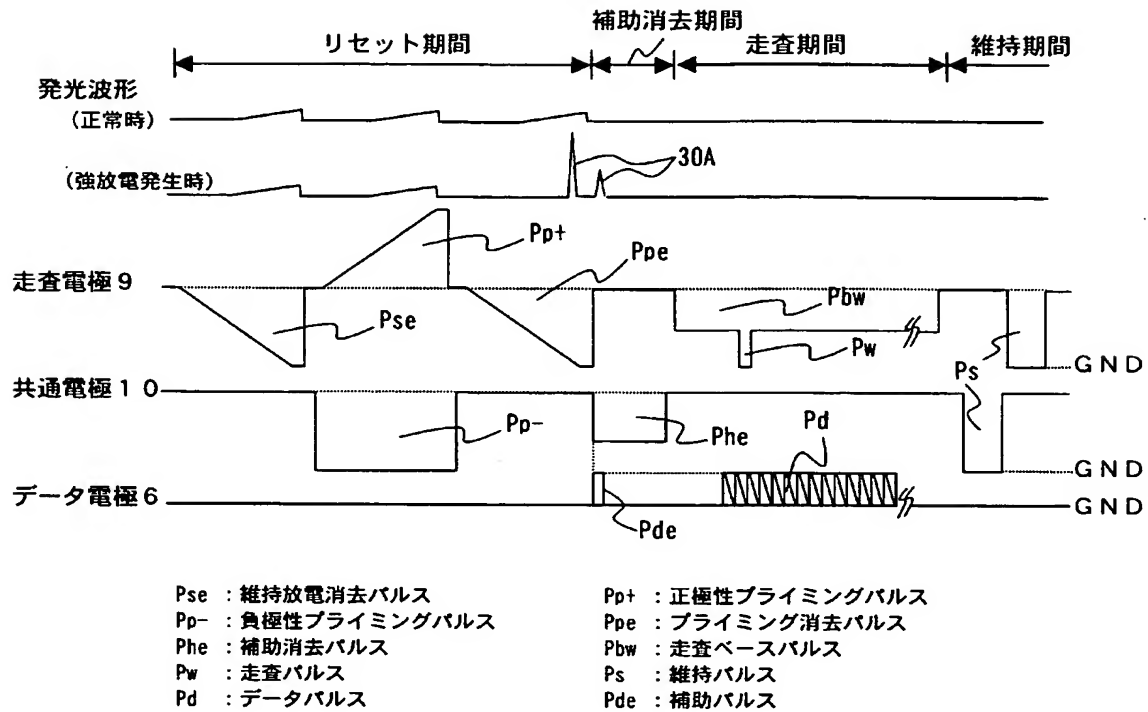 補助消去期間
リセット期間
走査期間
維持期間
発光波形
(正常時)
30A
(強放電発生時)
Pp+
Ppe
走査電極9
Pbw
Pse
Pw
Ps
GND
共通電極10
Pp-
Phe
Pd
GND
データ電極6
GND
Pde
Pse :維持放電消去パルス
Pp+ :正極性プライミングパルス
Pp- :負極性プライミングパルス
Ppe :プライミング消去パルス
Phe :補助消去パルス
Pbw :走査ベースパルス
Pw :走査パルス
Ps :維持パルス
Pd :データパルス
Pde :補助パルス